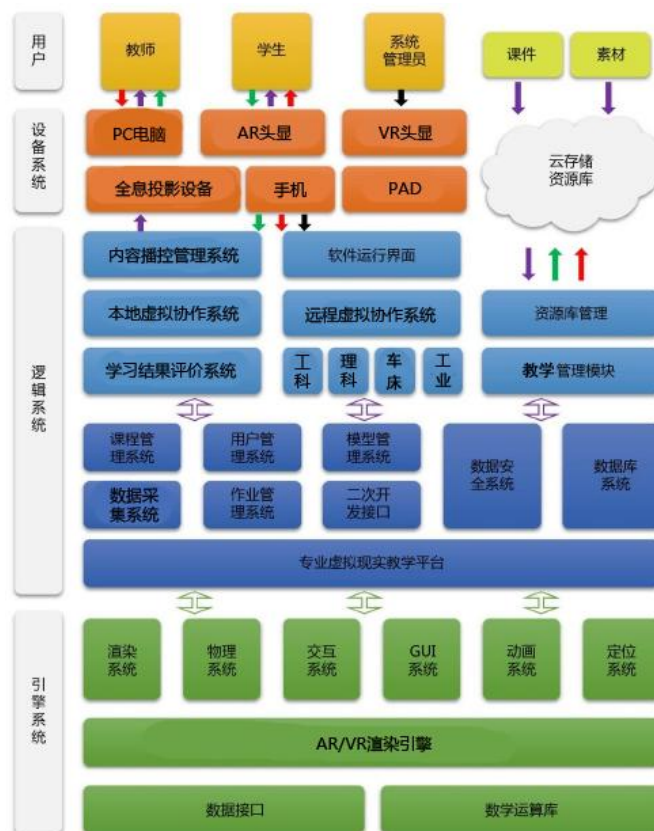 用户
教师
学生
系统
管理员
课件
素材
设备系统
PC电脑
AR头显
VR头显
全息投影设备
手机
PAD
云存储
资源库
逻辑系统
内容播控管理系统
软件运行界面
本地虚拟协作系统
远程虚拟协作系统
资源库管理
学习结果评价系统
工科
理科
车床
工业
教学管理模块
课程管
理系统
用户管
理系统
模型管
理系统
数据安
全系统
数据库
系统
数据采
集系统
作业管
理系统
二次开
发接口
专业虚拟现实教学平台
引擎系统
渲染
系统
物理
系统
交互
系统
GUI
系统
动画
系统
定位
系统
AR/VR渲染引擎
数据接口
数学运算库